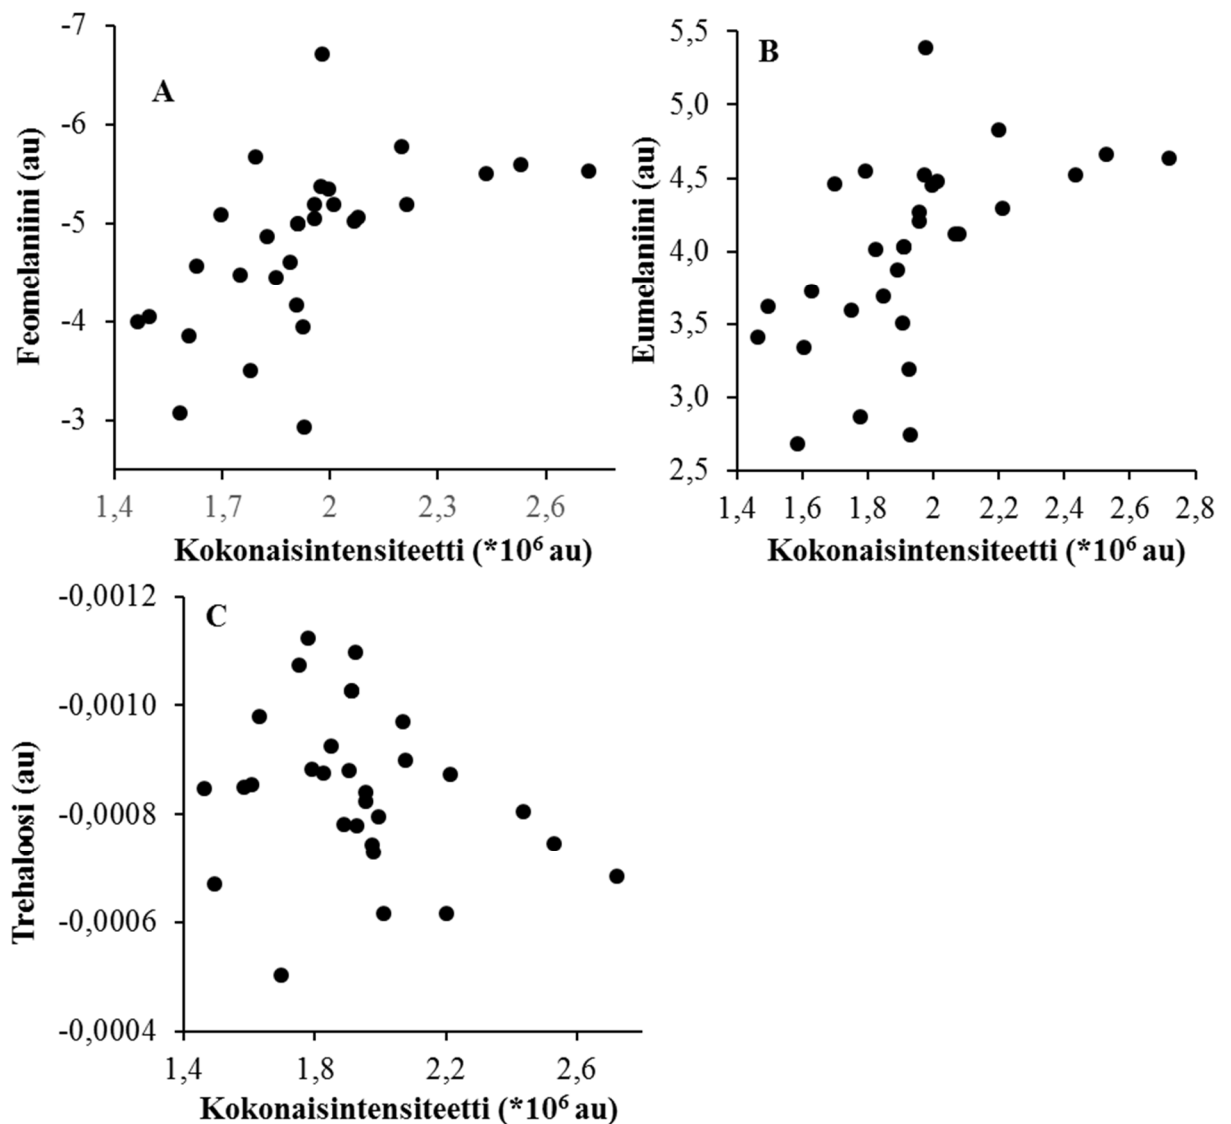 A
Feomelaniini (au)
-7
-6
-5
-4
-3
1,4 1,7 2 2,3 2,6
Kokonaisintensiteetti (*10⁶ au)
B
Eumelaniini (au)
5,5
5,0
4,5
4,0
3,5
3,0
2,5
1,4 1,6 1,8 2 2,2 2,4 2,6 2,8
Kokonaisintensiteetti (*10⁶ au)
C
Trehaloosi (au)
-0,0012
-0,0010
-0,0008
-0,0006
-0,0004
1,4 1,8 2,2 2,6
Kokonaisintensiteetti (*10⁶ au)